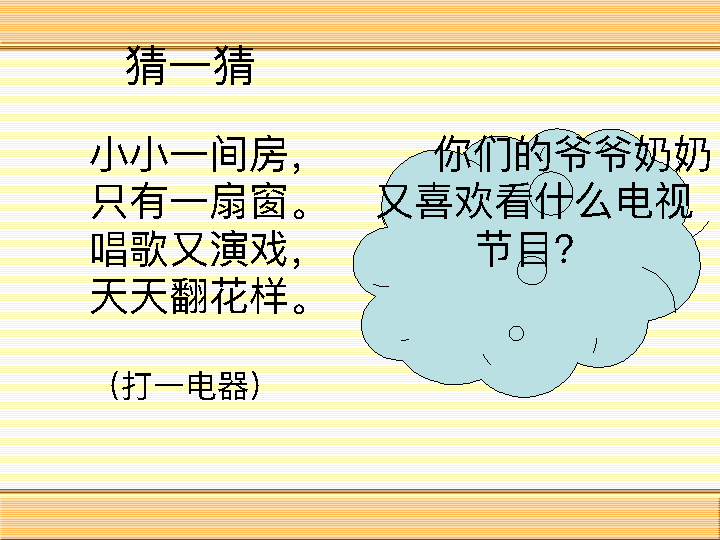 猜一猜
小小一间房，
只有一扇窗。
唱歌又演戏，
天天翻花样。
（打一电器）
你们的爷爷奶奶
又喜欢看什么电视
节目？